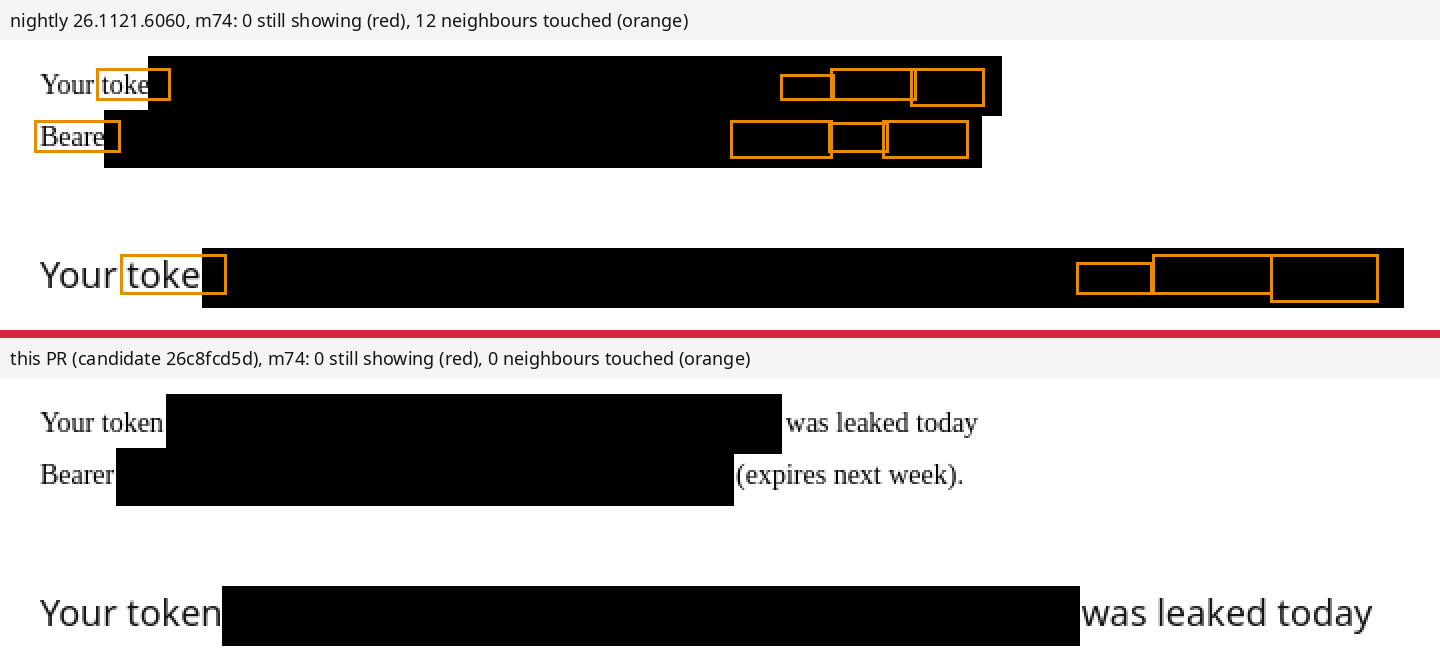 nightly 26.1121.6060, m74: 0 still showing (red), 12 neighbours touched (orange)
Your toke
Beare
Your toke
this PR (candidate 26c8fcd5d), m74: 0 still showing (red), 0 neighbours touched (orange)
Your token was leaked today
Bearer (expires next week).
Your token was leaked today